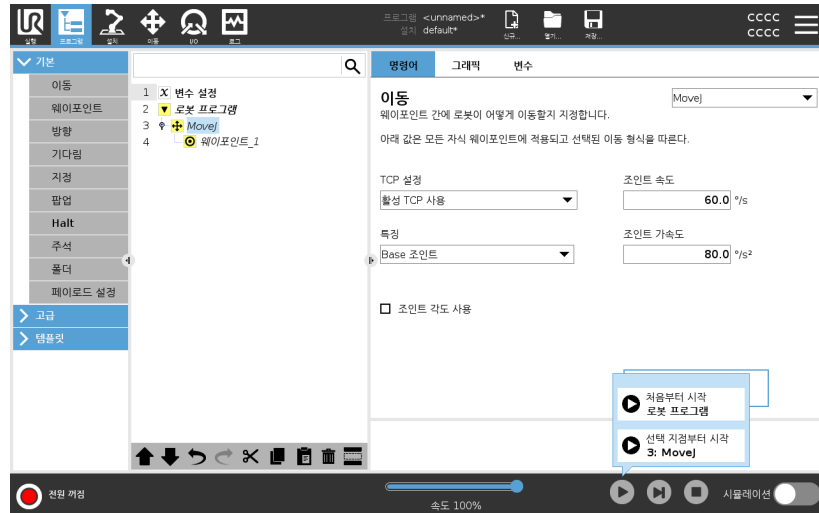 UR
실행
프로그램
설치
이동
I/O
로그
프로그램 <unnamed>*
설치 default*
신규...
열기...
저장...
cccc
cccc
기본
이동
웨이포인트
방향
기다림
지정
팝업
Halt
주석
폴더
페이로드 설정
고급
템플릿
1 x 변수 설정
2 로봇 프로그램
3 MoveJ
4 웨이포인트_1
명령어 그래픽 변수
이동
MoveJ
웨이포인트 간에 로봇이 어떻게 이동할지 지정합니다.
아래 값은 모든 자식 웨이포인트에 적용되고 선택된 이동 형식을 따른다.
TCP 설정
조인트 속도
활성 TCP 사용
60.0 °/s
특징
조인트 가속도
Base 조인트
80.0 °/s²
조인트 각도 사용
처음부터 시작
로봇 프로그램
선택 지점부터 시작
3: MoveJ
전원 꺼짐
속도 100%
시뮬레이션